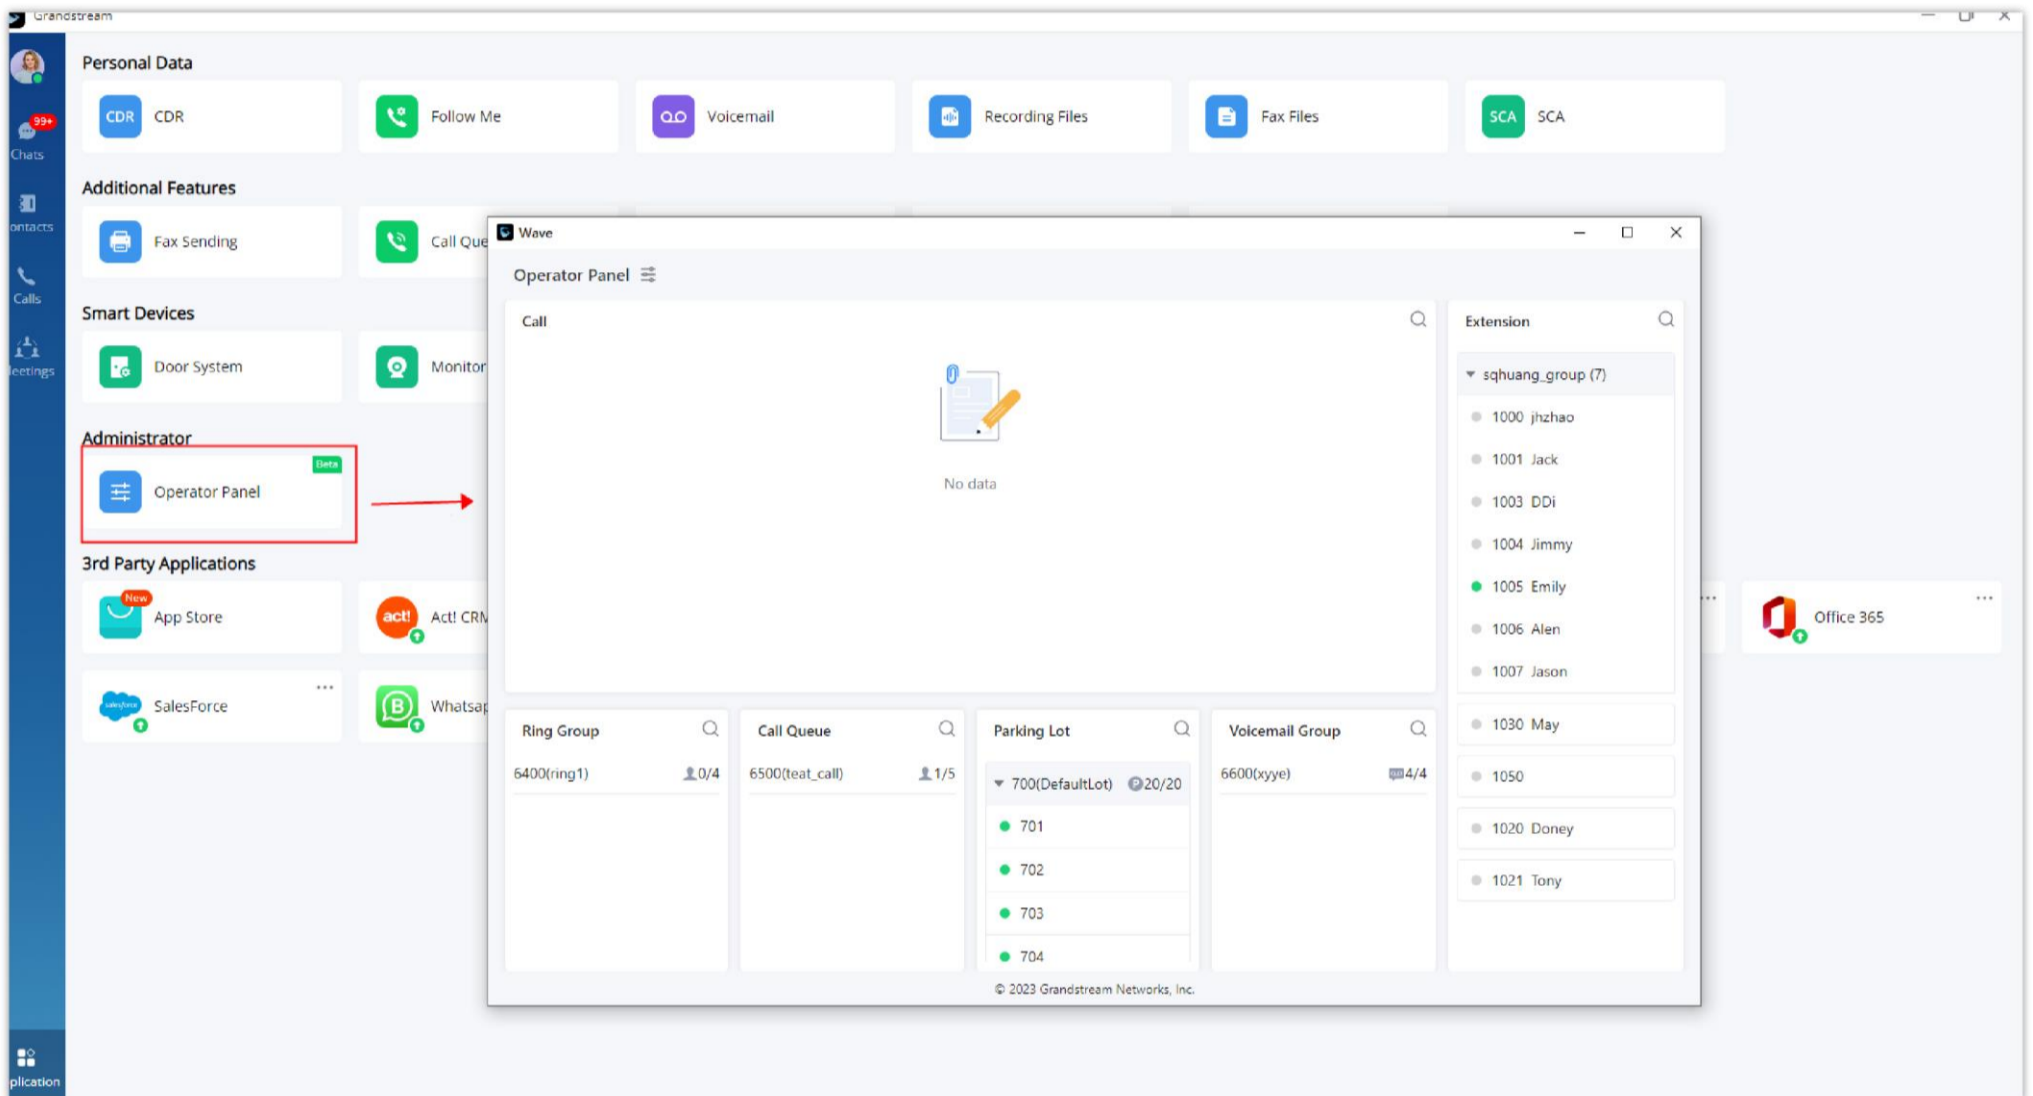 Grandstream
99+
Chats
ontacts
Calls
leetings
plication
Personal Data
CDR CDR
Follow Me
Voicemail
Recording Files
Fax Files
SCA SCA
Additional Features
Fax Sending
Call Que
Smart Devices
Door System
Monitor
Administrator
Beta
Operator Panel
3rd Party Applications
New
App Store
act! Act! CRM
Office 365
salesforce SalesForce
B Whatsap
Wave
Operator Panel
Call
No data
Extension
sqhuang_group (7)
1000 jhzhao
1001 Jack
1003 DDi
1004 Jimmy
1005 Emily
1006 Alen
1007 Jason
1030 May
1050
1020 Doney
1021 Tony
Ring Group
6400(ring1) 0/4
Call Queue
6500(teat_call) 1/5
Parking Lot
700(DefaultLot) P 20/20
701
702
703
704
Voicemail Group
6600(xyye) 4/4
© 2023 Grandstream Networks, Inc.